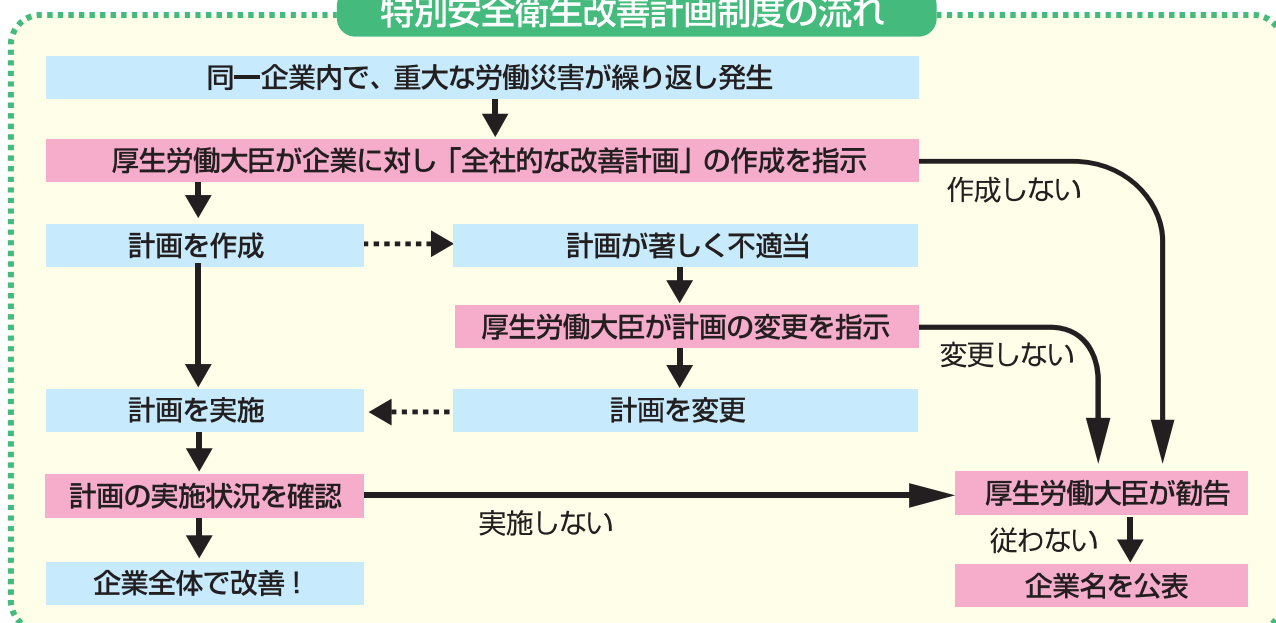 特別安全衛生改善計画制度の流れ
同一企業内で、重大な労働災害が繰り返し発生
厚生労働大臣が企業に対し「全社的な改善計画」の作成を指示
作成しない
計画を作成
計画が著しく不適当
厚生労働大臣が計画の変更を指示
変更しない
計画を実施
計画を変更
計画の実施状況を確認
実施しない
厚生労働大臣が勧告
従わない
企業全体で改善！
企業名を公表